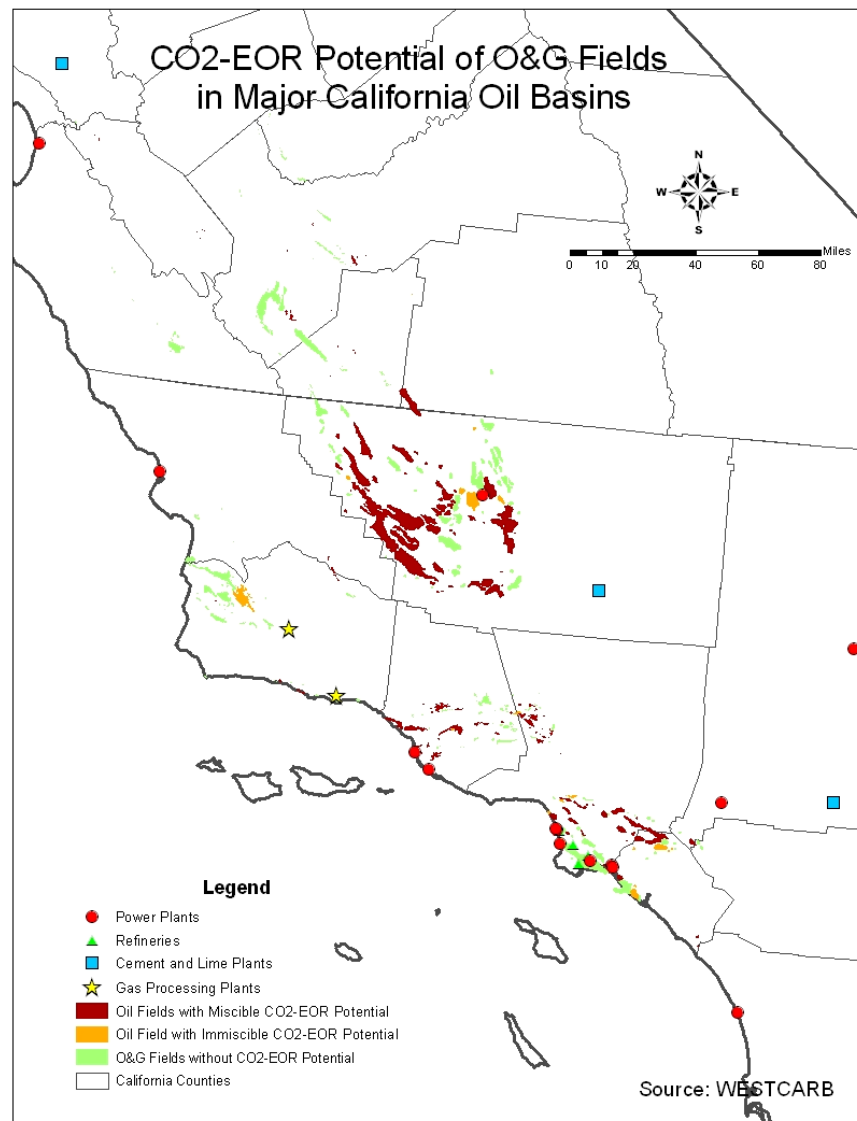 CO2-EOR Potential of O&G Fields
in Major California Oil Basins
N
W E
S
Miles
0 10 20 40 60 80
Legend
Power Plants
Refineries
Cement and Lime Plants
Gas Processing Plants
Oil Fields with Miscible CO2-EOR Potential
Oil Field with Immiscible CO2-EOR Potential
O&G Fields without CO2-EOR Potential
California Counties
Source: WESTCARB